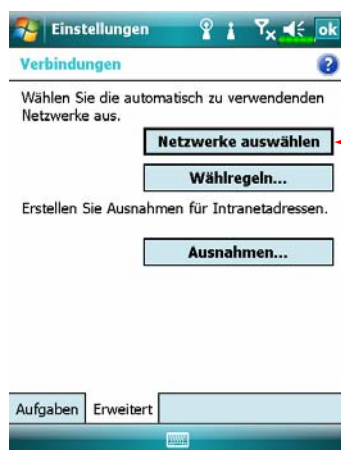 Einstellungen ok
Verbindungen ?
Wählen Sie die automatisch zu verwendenden
Netzwerke aus.
Netzwerke auswählen
Wählregeln...
Erstellen Sie Ausnahmen für Intranetadressen.
Ausnahmen...
Aufgaben Erweitert